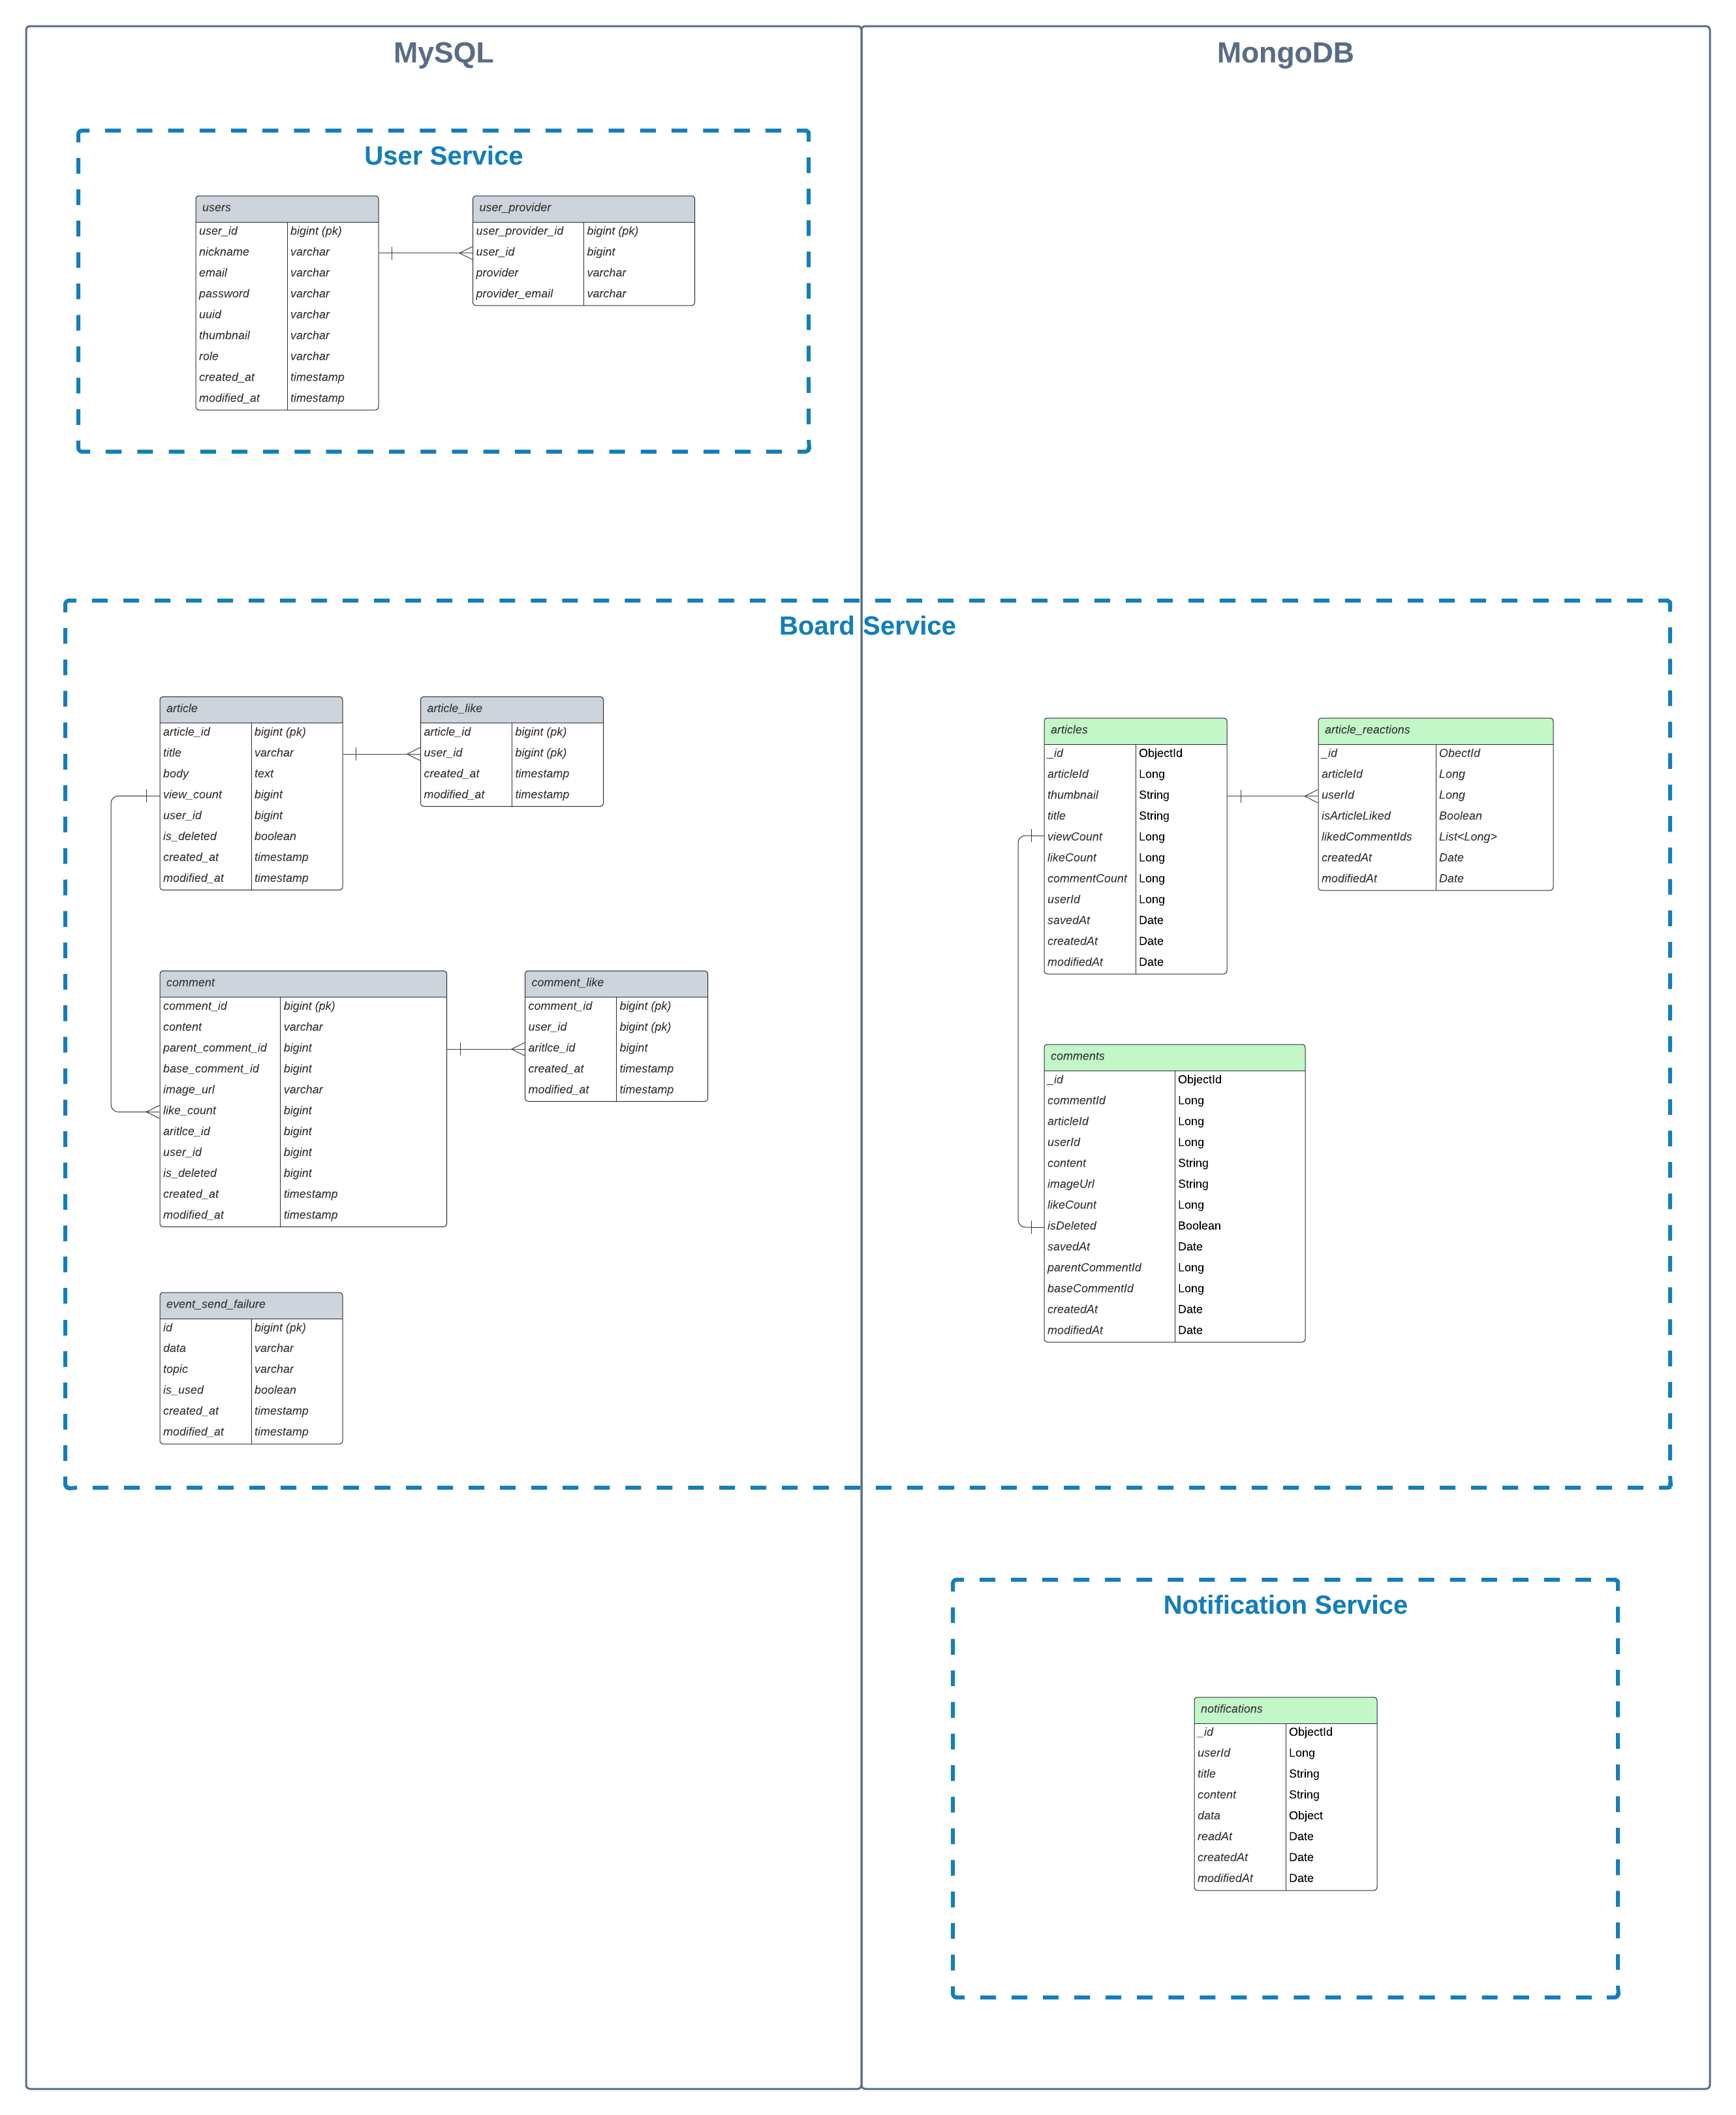 MySQL
MongoDB
User Service
users
user_id bigint (pk)
nickname varchar
email varchar
password varchar
uuid varchar
thumbnail varchar
role varchar
created_at timestamp
modified_at timestamp
user_provider
user_provider_id bigint (pk)
user_id bigint
provider varchar
provider_email varchar
Board Service
article
article_id bigint (pk)
title varchar
body text
view_count bigint
user_id bigint
is_deleted boolean
created_at timestamp
modified_at timestamp
article_like
article_id bigint (pk)
user_id bigint (pk)
created_at timestamp
modified_at timestamp
comment
comment_id bigint (pk)
content varchar
parent_comment_id bigint
base_comment_id bigint
image_url varchar
like_count bigint
aritlce_id bigint
user_id bigint
is_deleted bigint
created_at timestamp
modified_at timestamp
comment_like
comment_id bigint (pk)
user_id bigint (pk)
aritlce_id bigint
created_at timestamp
modified_at timestamp
event_send_failure
id bigint (pk)
data varchar
topic varchar
is_used boolean
created_at timestamp
modified_at timestamp
articles
_id ObjectId
articleId Long
thumbnail String
title String
viewCount Long
likeCount Long
commentCount Long
userId Long
savedAt Date
createdAt Date
modifiedAt Date
article_reactions
_id ObectId
articleId Long
userId Long
isArticleLiked Boolean
likedCommentIds List<Long>
createdAt Date
modifiedAt Date
comments
_id ObjectId
commentId Long
articleId Long
userId Long
content String
imageUrl String
likeCount Long
isDeleted Boolean
savedAt Date
parentCommentId Long
baseCommentId Long
createdAt Date
modifiedAt Date
Notification Service
notifications
_id ObjectId
userId Long
title String
content String
data Object
readAt Date
createdAt Date
modifiedAt Date